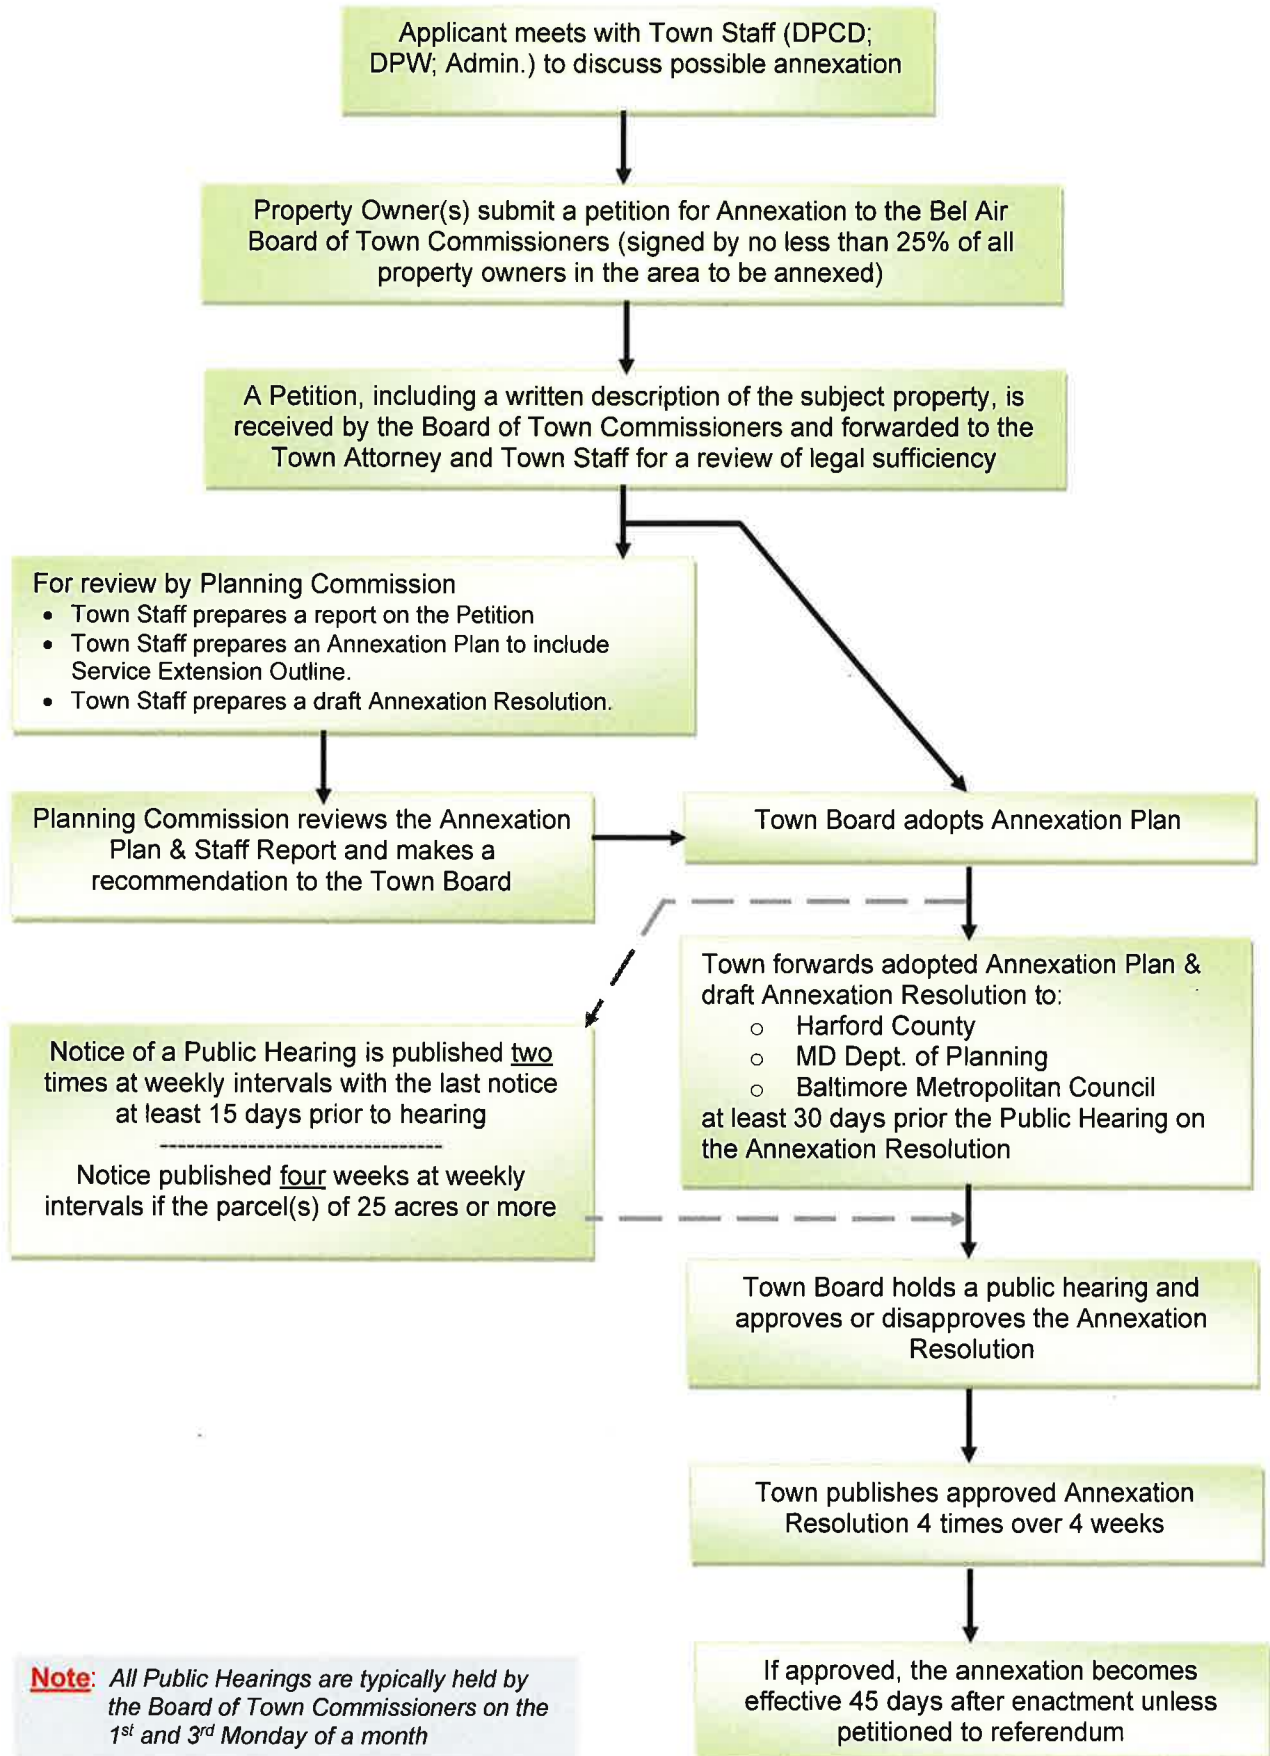 Applicant meets with Town Staff (DPCD;
DPW; Admin.) to discuss possible annexation
Property Owner(s) submit a petition for Annexation to the Bel Air
Board of Town Commissioners (signed by no less than 25% of all
property owners in the area to be annexed)
A Petition, including a written description of the subject property, is
received by the Board of Town Commissioners and forwarded to the
Town Attorney and Town Staff for a review of legal sufficiency
For review by Planning Commission
• Town Staff prepares a report on the Petition
• Town Staff prepares an Annexation Plan to include
Service Extension Outline.
• Town Staff prepares a draft Annexation Resolution.
Planning Commission reviews the Annexation
Plan & Staff Report and makes a
recommendation to the Town Board
Town Board adopts Annexation Plan
Town forwards adopted Annexation Plan &
draft Annexation Resolution to:
o Harford County
o MD Dept. of Planning
o Baltimore Metropolitan Council
at least 30 days prior the Public Hearing on
the Annexation Resolution
Notice of a Public Hearing is published two
times at weekly intervals with the last notice
at least 15 days prior to hearing
--------------------------------
Notice published four weeks at weekly
intervals if the parcel(s) of 25 acres or more
Town Board holds a public hearing and
approves or disapproves the Annexation
Resolution
Town publishes approved Annexation
Resolution 4 times over 4 weeks
If approved, the annexation becomes
effective 45 days after enactment unless
petitioned to referendum
Note: All Public Hearings are typically held by
the Board of Town Commissioners on the
1st and 3rd Monday of a month